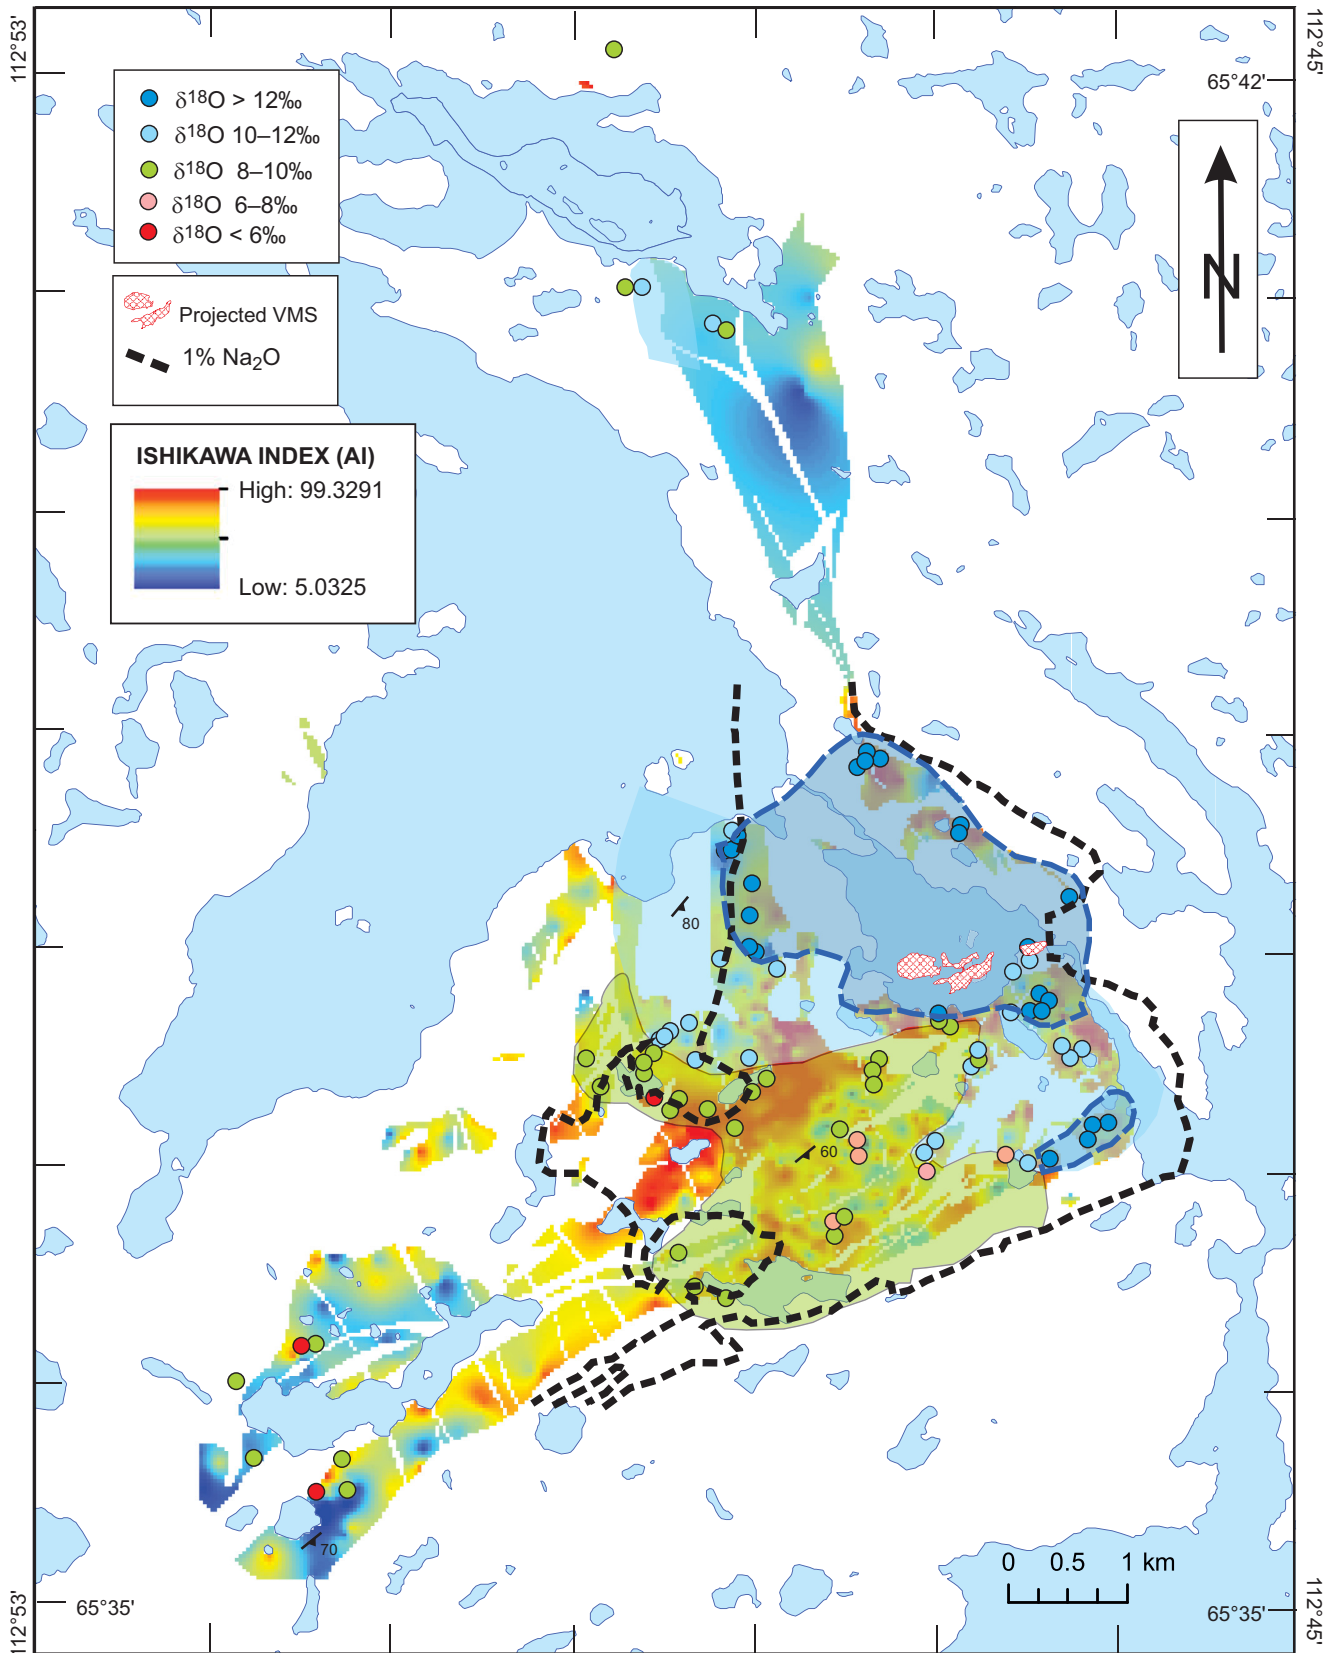 112°53'
112°45'
65°42'
δ18O > 12‰
δ18O 10–12‰
δ18O 8–10‰
δ18O 6–8‰
δ18O < 6‰
N
Projected VMS
1% Na2O
ISHIKAWA INDEX (AI)
High: 99.3291
Low: 5.0325
80
60
70
0 0.5 1 km
112°53'
65°35'
65°35'
112°45'